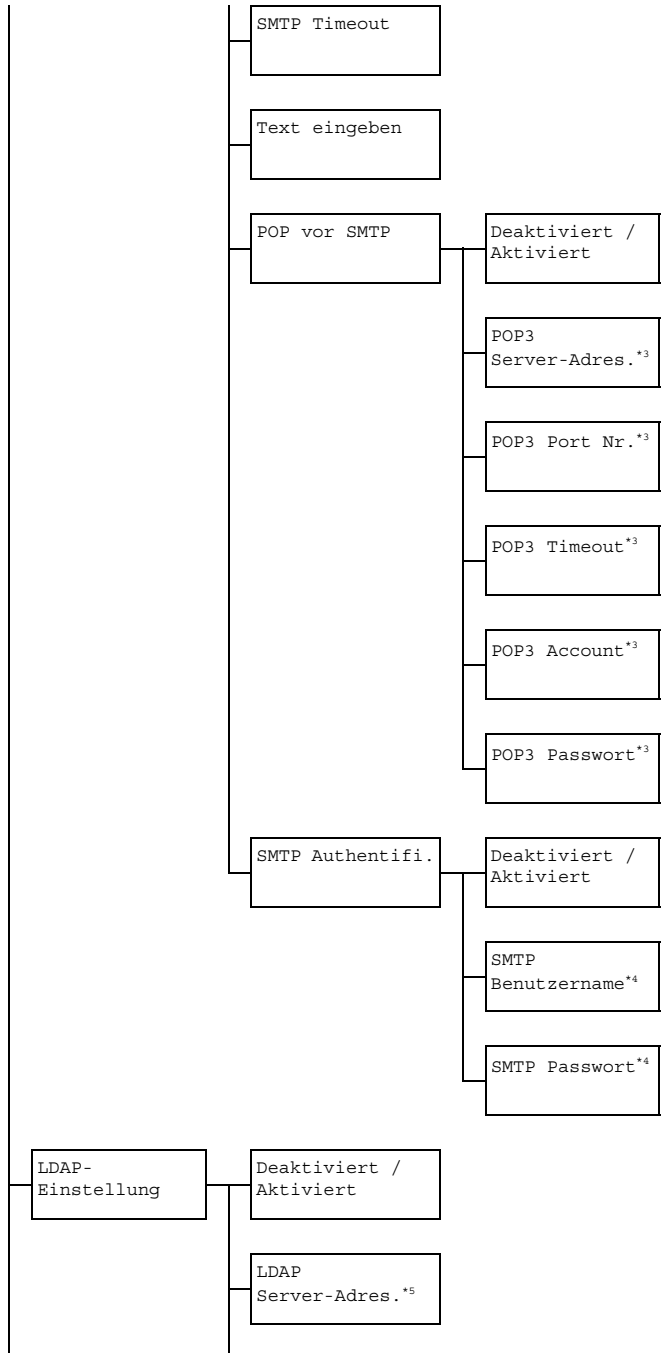 SMTP Timeout
Text eingeben
POP vor SMTP
Deaktiviert /
Aktiviert
POP3
Server-Adres.*3
POP3 Port Nr.*3
POP3 Timeout*3
POP3 Account*3
POP3 Passwort*3
SMTP Authentifi.
Deaktiviert /
Aktiviert
SMTP
Benutzername*4
SMTP Passwort*4
LDAP-
Einstellung
Deaktiviert /
Aktiviert
LDAP
Server-Adres.*5